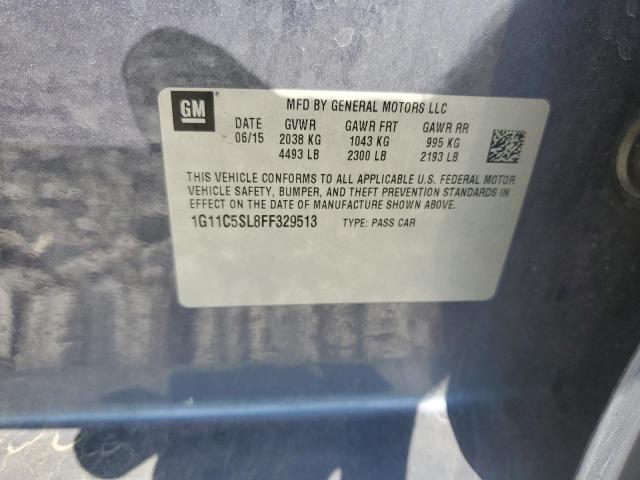 GM
MFD BY GENERAL MOTORS LLC
DATE GVWR GAWR FRT GAWR RR
06/15 2038 KG 1043 KG 995 KG
4493 LB 2300 LB 2193 LB
THIS VEHICLE CONFORMS TO ALL APPLICABLE U.S. FEDERAL MOTOR
VEHICLE SAFETY, BUMPER, AND THEFT PREVENTION STANDARDS IN
EFFECT ON THE DATE OF MANUFACTURE SHOWN ABOVE.
1G11C5SL8FF329513 TYPE: PASS CAR